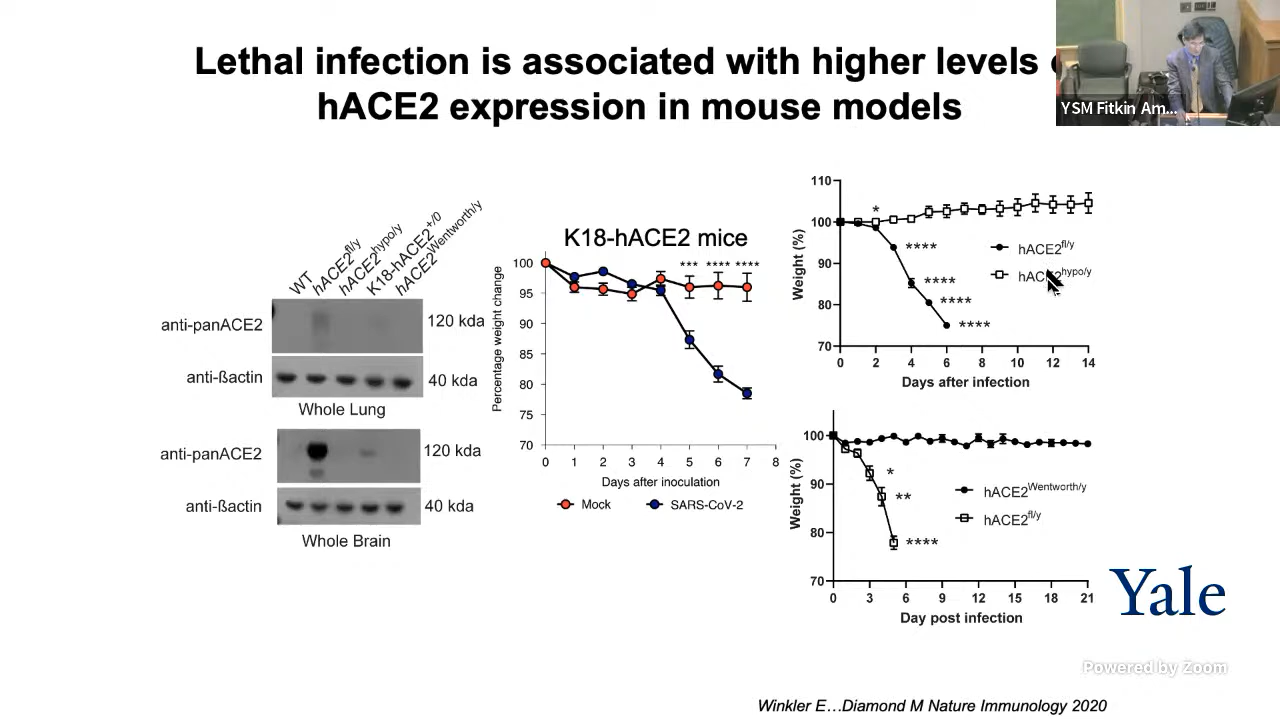 Lethal infection is associated with higher levels
hACE2 expression in mouse models
YSM Fitkin Am...
WT
hACE2fl/y
hACE2hypo/y
K18-hACE2+/0
hACE2Wentworth/y
anti-panACE2
120 kda
anti-ßactin
40 kda
Whole Lung
anti-panACE2
120 kda
anti-ßactin
40 kda
Whole Brain
K18-hACE2 mice
Percentage weight change
100
95
90
85
80
75
70
*** **** ****
0 1 2 3 4 5 6 7 8
Days after inoculation
Mock
SARS-CoV-2
Weight (%)
110
100
90
80
70
*
****
****
****
****
hACE2fl/y
hACE2hypo/y
0 2 4 6 8 10 12 14
Days after infection
Weight (%)
100
90
80
70
*
**
****
hACE2Wentworth/y
hACE2fl/y
0 3 6 9 12 15 18 21
Day post infection
Yale
Powered by Zoom
Winkler E…Diamond M Nature Immunology 2020